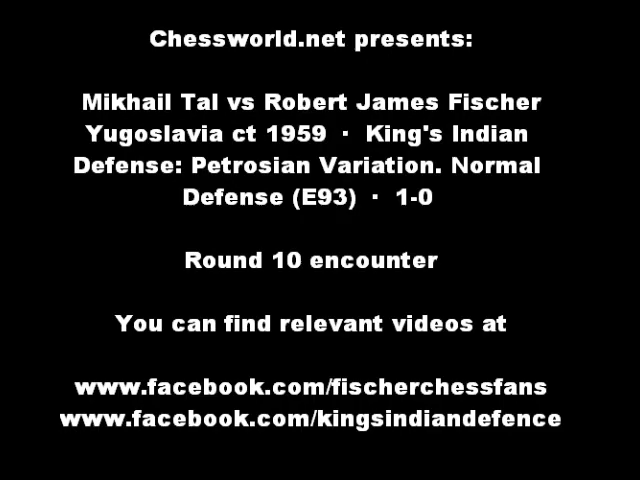 Chessworld.net presents:
Mikhail Tal vs Robert James Fischer
Yugoslavia ct 1959 · King's Indian
Defense: Petrosian Variation. Normal
Defense (E93) · 1-0
Round 10 encounter
You can find relevant videos at
www.facebook.com/fischerchessfans
www.facebook.com/kingsindiandefence